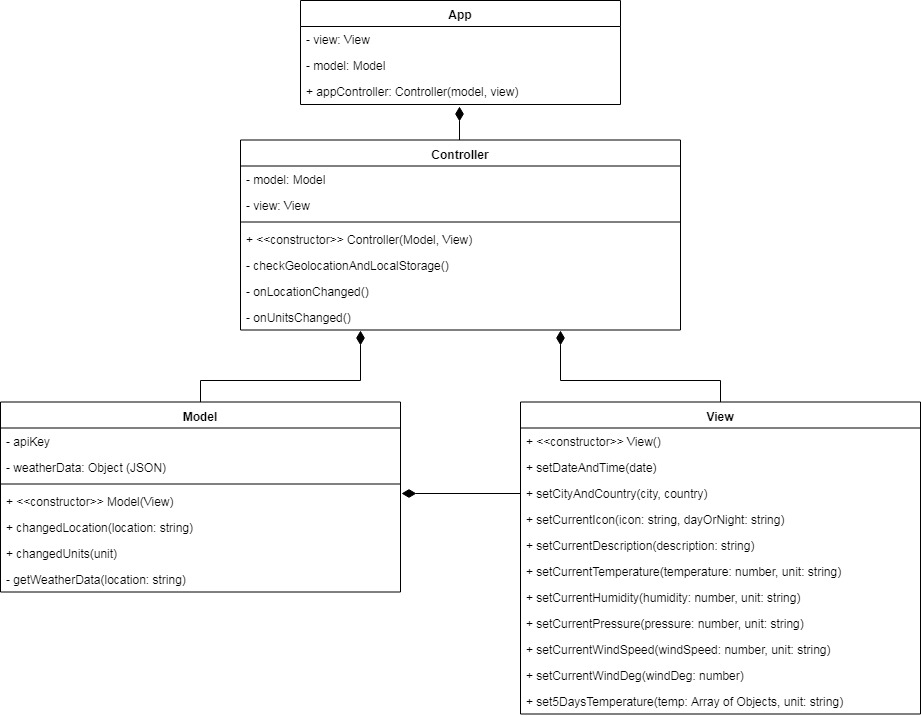 App
- view: View
- model: Model
+ appController: Controller(model, view)
Controller
- model: Model
- view: View
+ <<constructor>> Controller(Model, View)
- checkGeolocationAndLocalStorage()
- onLocationChanged()
- onUnitsChanged()
Model
- apiKey
- weatherData: Object (JSON)
+ <<constructor>> Model(View)
+ changedLocation(location: string)
+ changedUnits(unit)
- getWeatherData(location: string)
View
+ <<constructor>> View()
+ setDateAndTime(date)
+ setCityAndCountry(city, country)
+ setCurrentIcon(icon: string, dayOrNight: string)
+ setCurrentDescription(description: string)
+ setCurrentTemperature(temperature: number, unit: string)
+ setCurrentHumidity(humidity: number, unit: string)
+ setCurrentPressure(pressure: number, unit: string)
+ setCurrentWindSpeed(windSpeed: number, unit: string)
+ setCurrentWindDeg(windDeg: number)
+ set5DaysTemperature(temp: Array of Objects, unit: string)